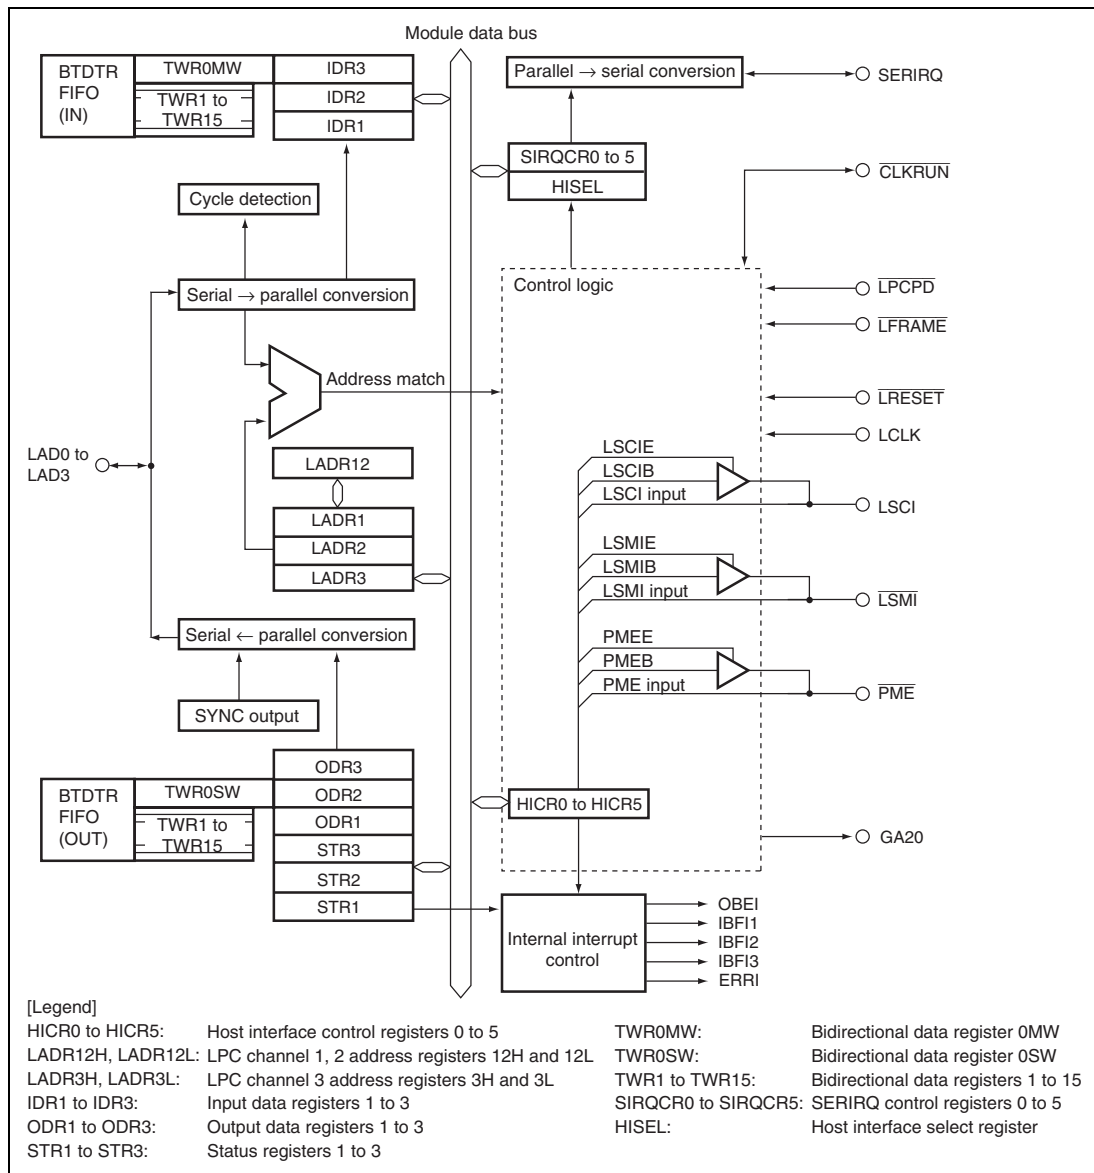 Module data bus
BTDTR
FIFO
(IN)
TWR0MW
TWR1 to
TWR15
IDR3
IDR2
IDR1
Parallel → serial conversion
SERIRQ
SIRQCR0 to 5
HISEL
CLKRUN
Cycle detection
Serial → parallel conversion
Control logic
LPCPD
LFRAME
Address match
LRESET
LCLK
LAD0 to
LAD3
LADR12
LADR1
LADR2
LADR3
LSCIE
LSCIB
LSCI input
LSCI
LSMIE
LSMIB
LSMI input
LSMI
Serial ← parallel conversion
PMEE
PMEB
PME input
PME
SYNC output
BTDTR
FIFO
(OUT)
TWR0SW
TWR1 to
TWR15
ODR3
ODR2
ODR1
STR3
STR2
STR1
HICR0 to HICR5
GA20
Internal interrupt
control
OBEI
IBFI1
IBFI2
IBFI3
ERRI
[Legend]
HICR0 to HICR5: Host interface control registers 0 to 5
LADR12H, LADR12L: LPC channel 1, 2 address registers 12H and 12L
LADR3H, LADR3L: LPC channel 3 address registers 3H and 3L
IDR1 to IDR3: Input data registers 1 to 3
ODR1 to ODR3: Output data registers 1 to 3
STR1 to STR3: Status registers 1 to 3
TWR0MW: Bidirectional data register 0MW
TWR0SW: Bidirectional data register 0SW
TWR1 to TWR15: Bidirectional data registers 1 to 15
SIRQCR0 to SIRQCR5: SERIRQ control registers 0 to 5
HISEL: Host interface select register